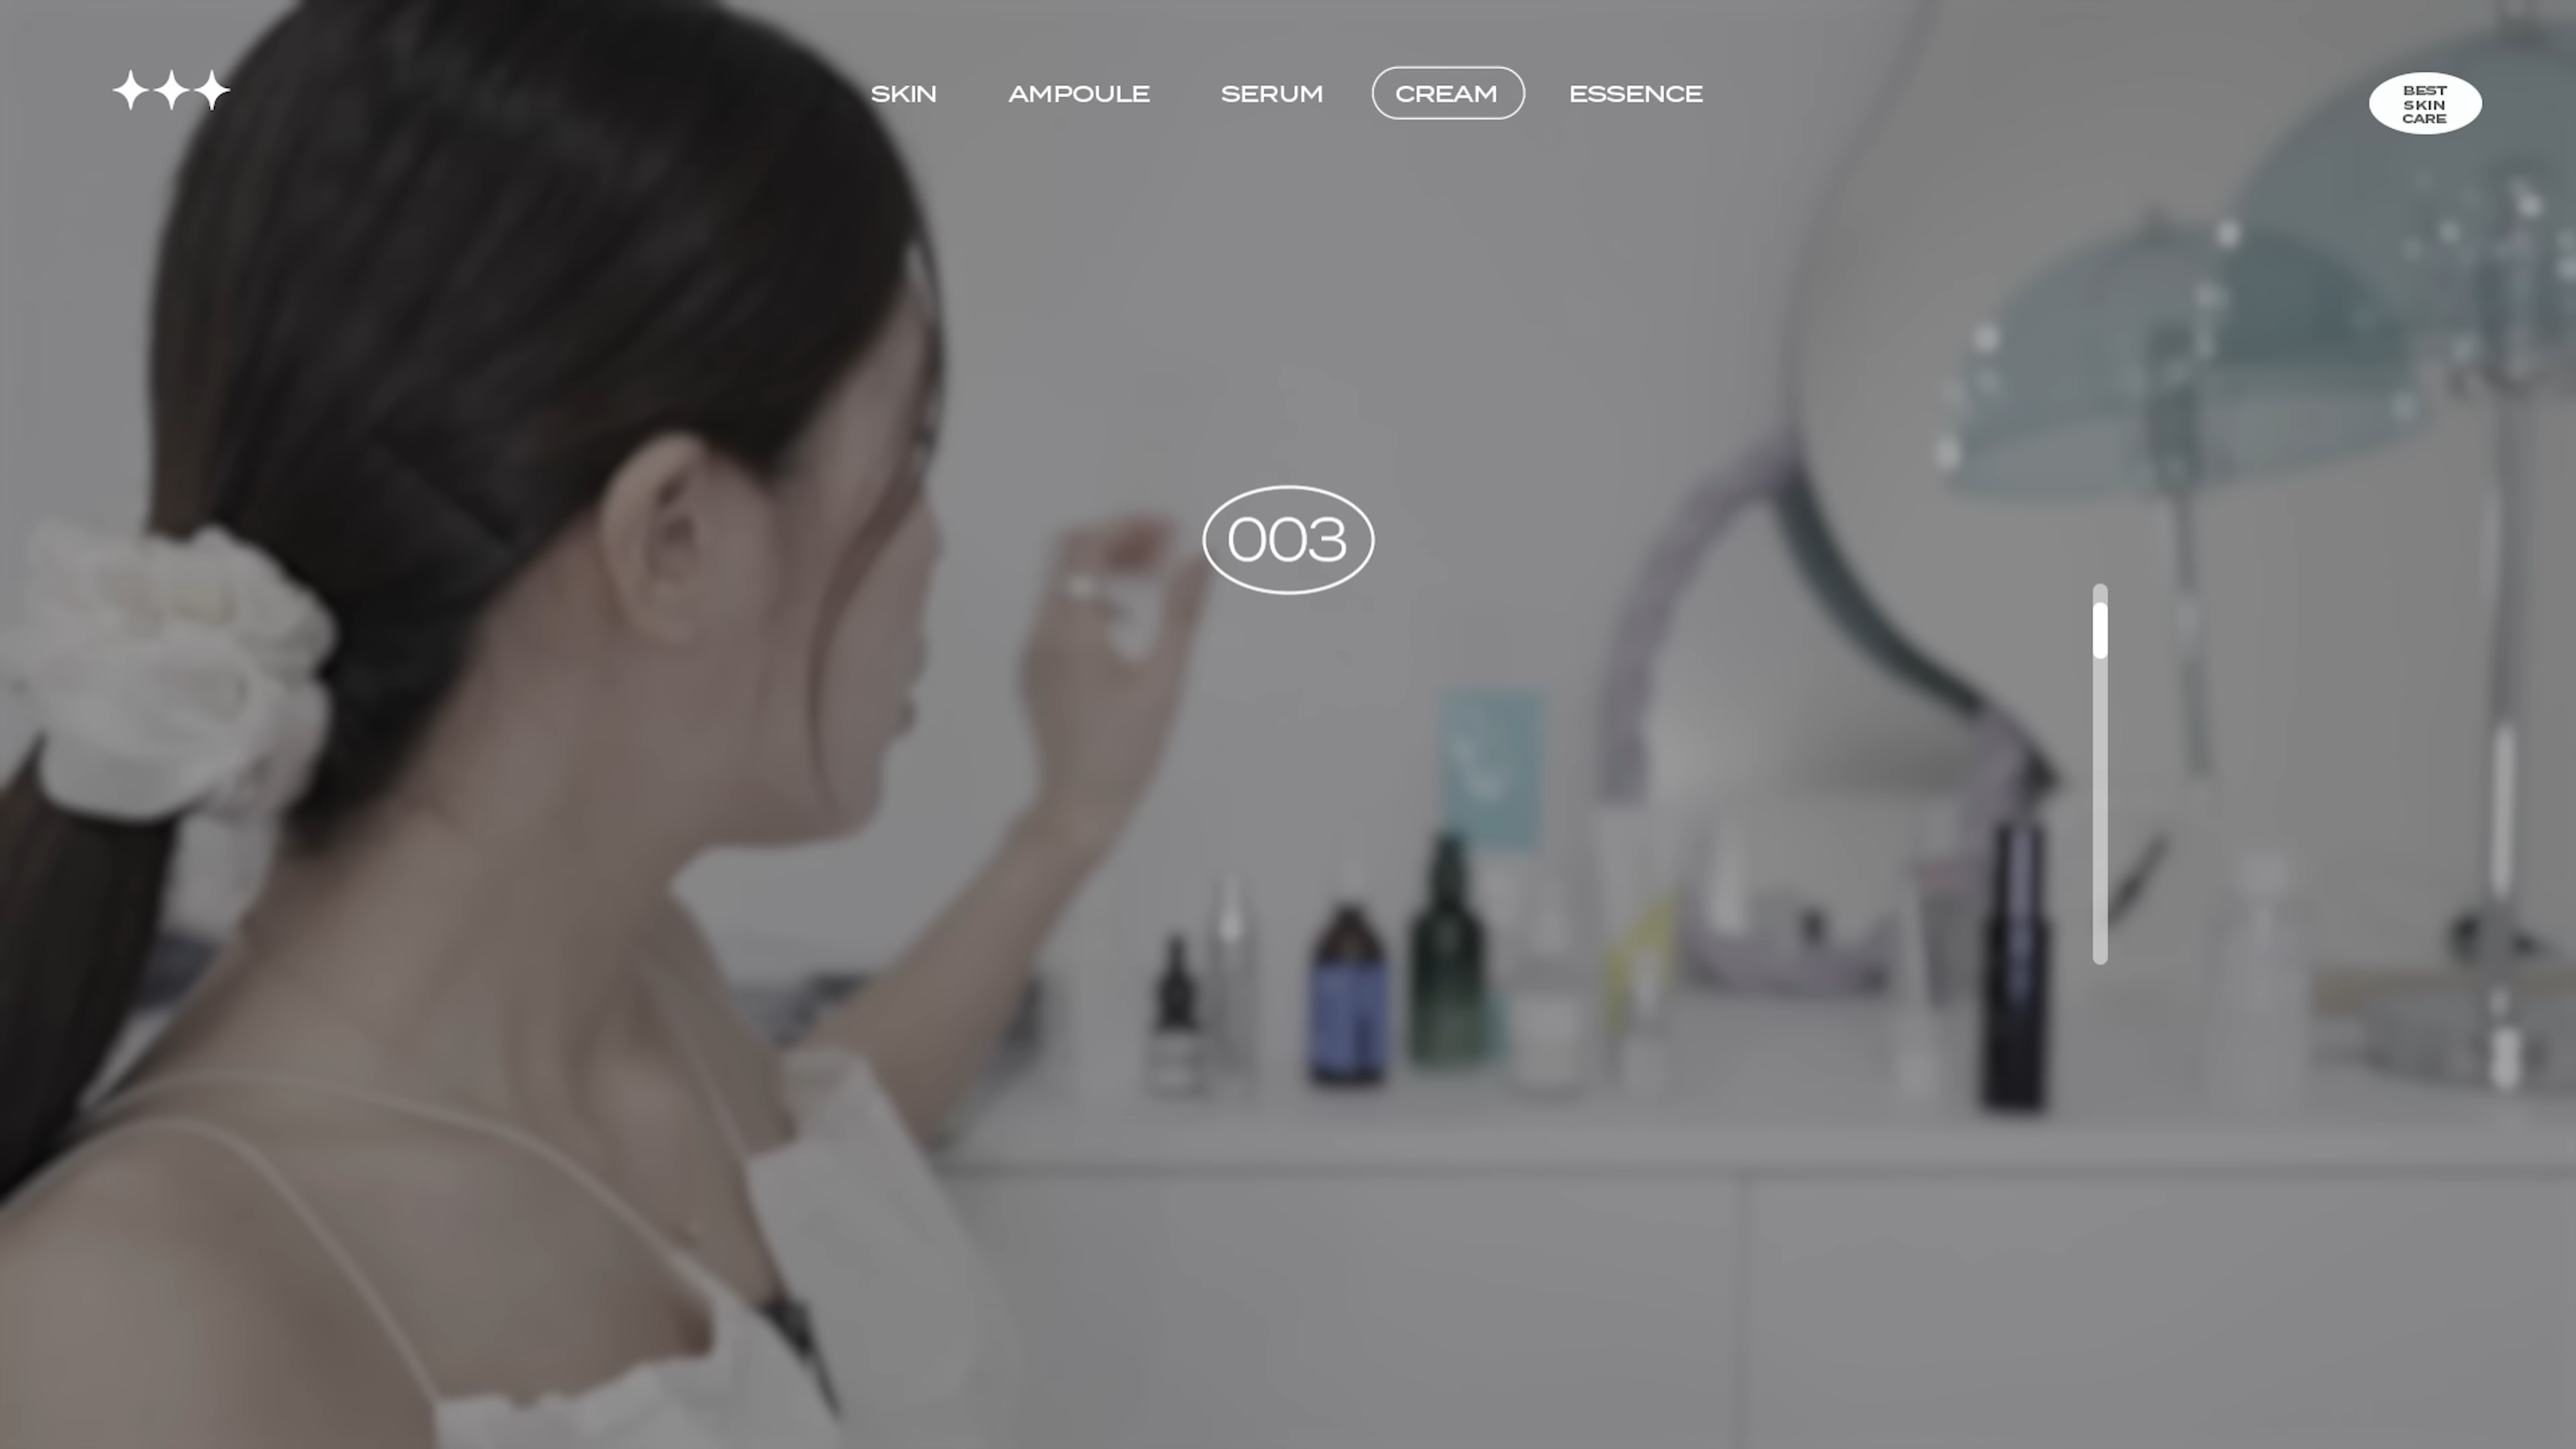 SKIN AMPOULE SERUM CREAM ESSENCE
BEST
SKIN
CARE
003